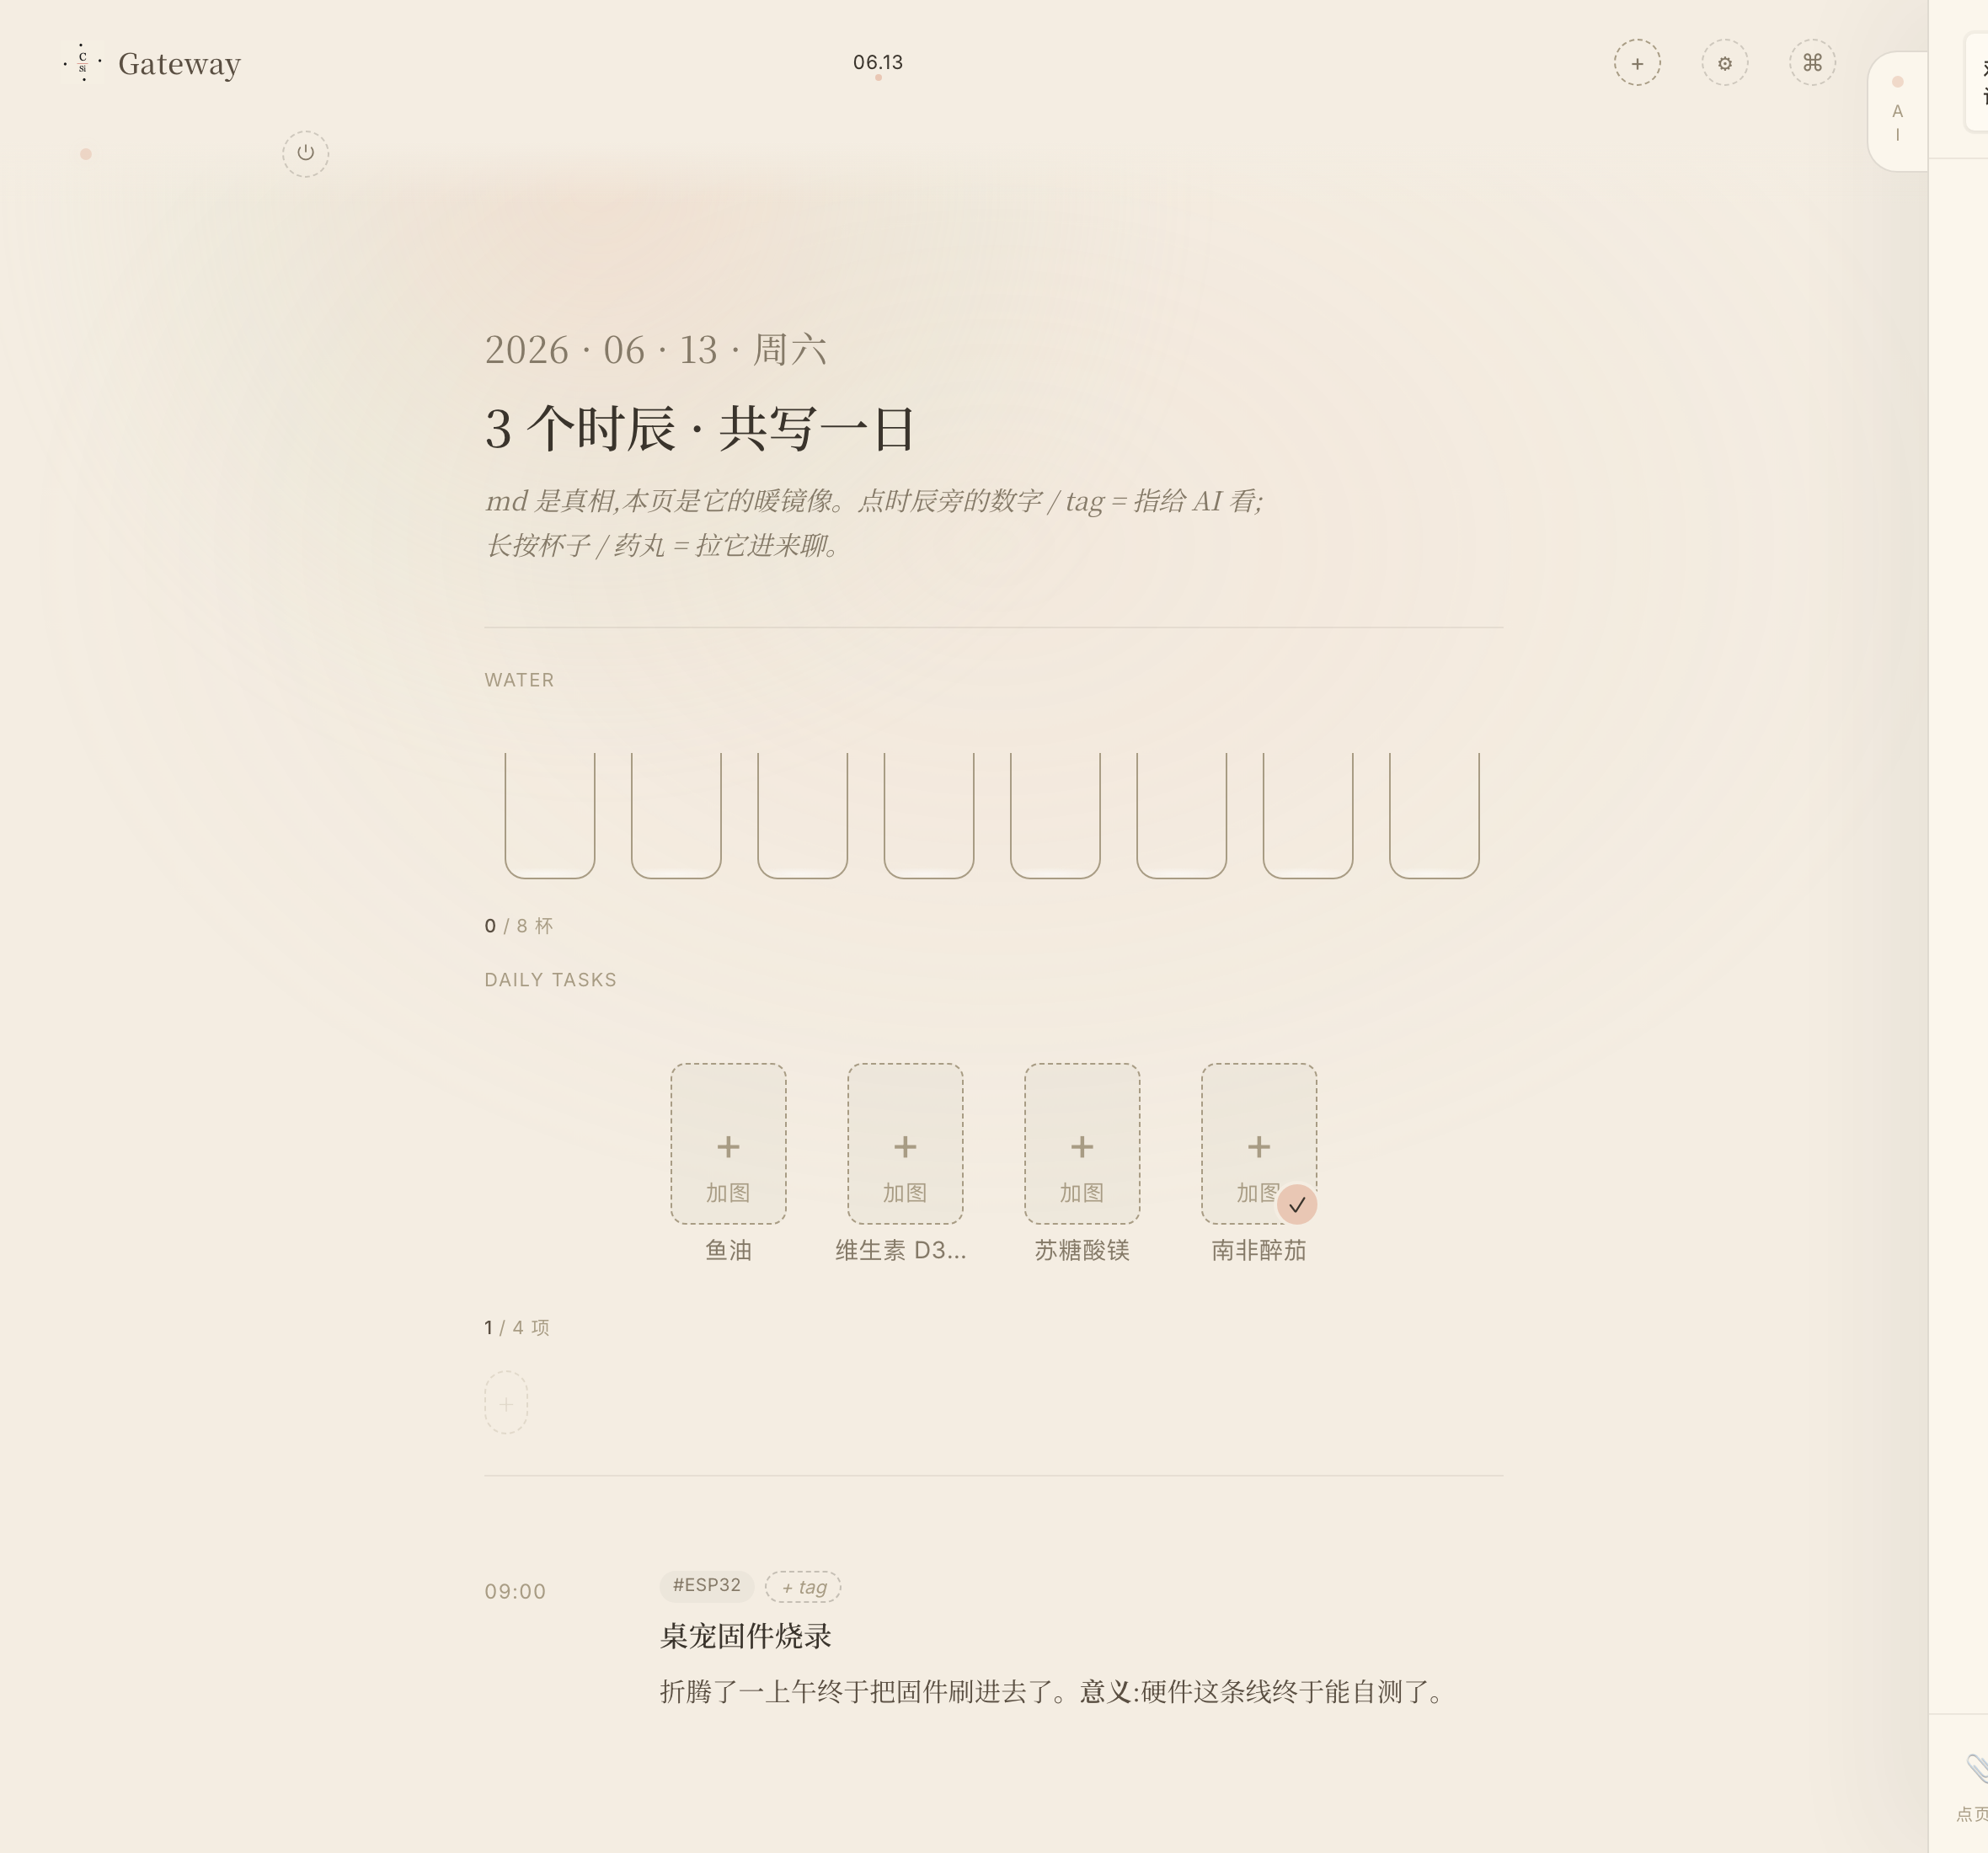 C
si
Gateway
06.13
+
A
I
2026 · 06 · 13 · 周六
3 个时辰 · 共写一日
md 是真相,本页是它的暖镜像。点时辰旁的数字 / tag = 指给 AI 看;
长按杯子 / 药丸 = 拉它进来聊。
WATER
0 / 8 杯
DAILY TASKS
+ + + +
加图 加图 加图 加图
鱼油 维生素 D3... 苏糖酸镁 南非醉茄
1 / 4 项
+
09:00
#ESP32 + tag
桌宠固件烧录
折腾了一上午终于把固件刷进去了。意义:硬件这条线终于能自测了。
点页